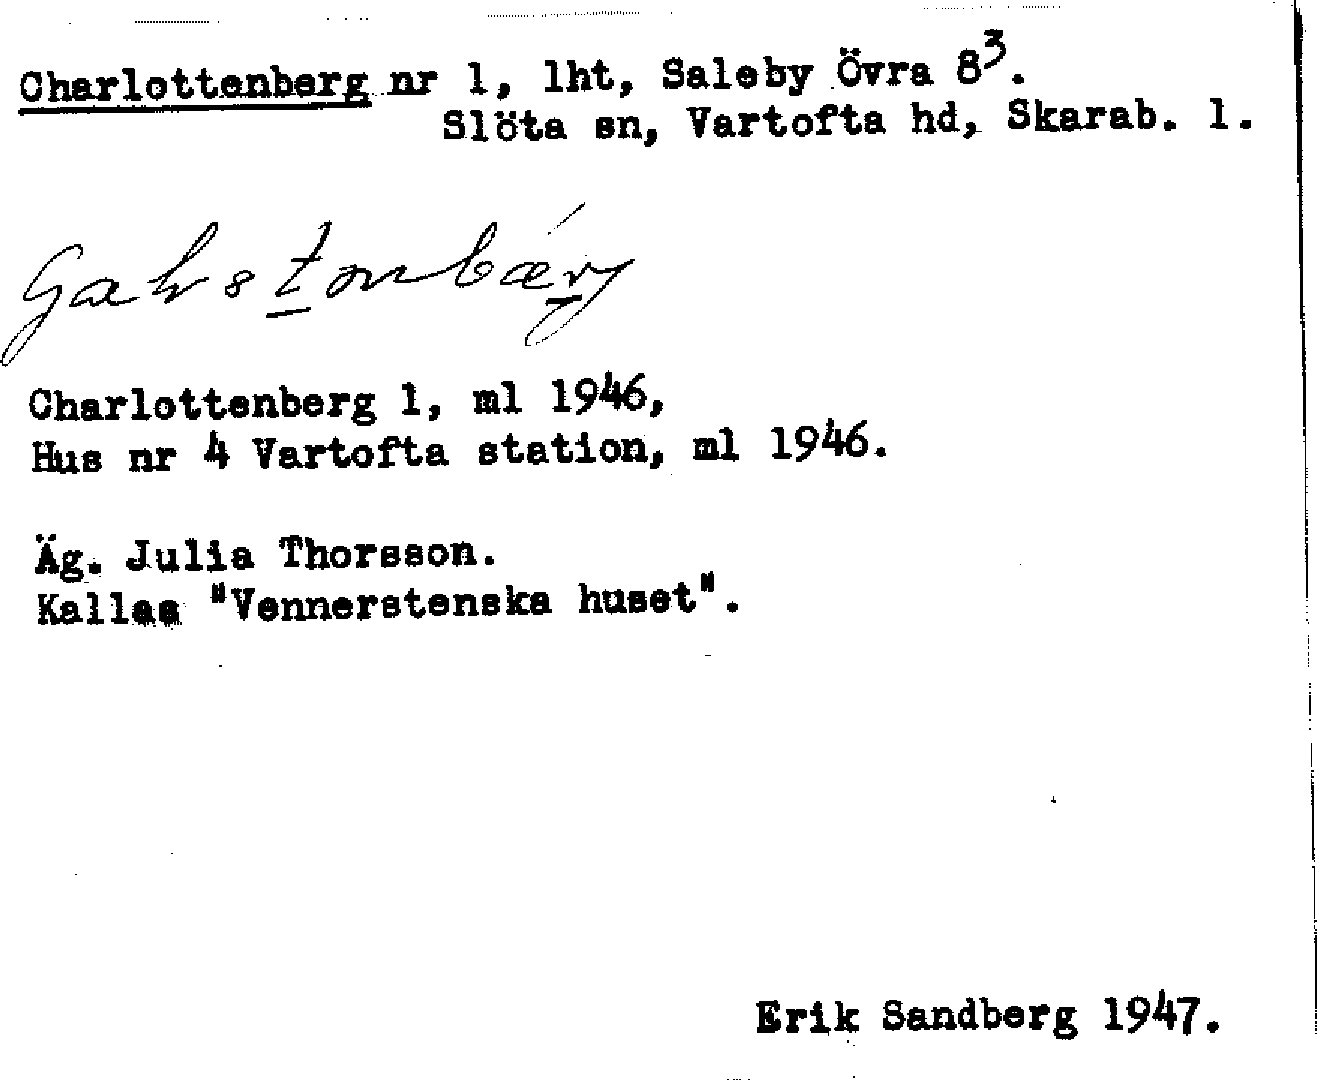 Charlottenberg nr 1, lht, Saleby Övra 8³.
Slöta sn, Vartofta hd, Skarab. l.
Charlottenberg 1, ml 1946,
Hus nr 4 Vartofta station, ml 1946.
Äg. Julia Thorsson.
Kallas "Vennerstenska huset".
Erik Sandberg 1947.